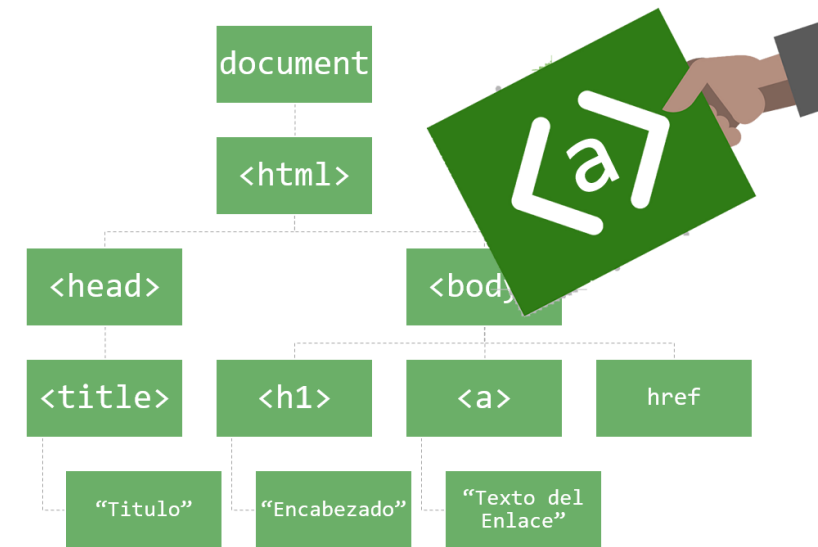 document
<a>
<html>
<head>
<body
<title>
<h1>
<a>
href
“Titulo”
“Encabezado”
“Texto del
Enlace”